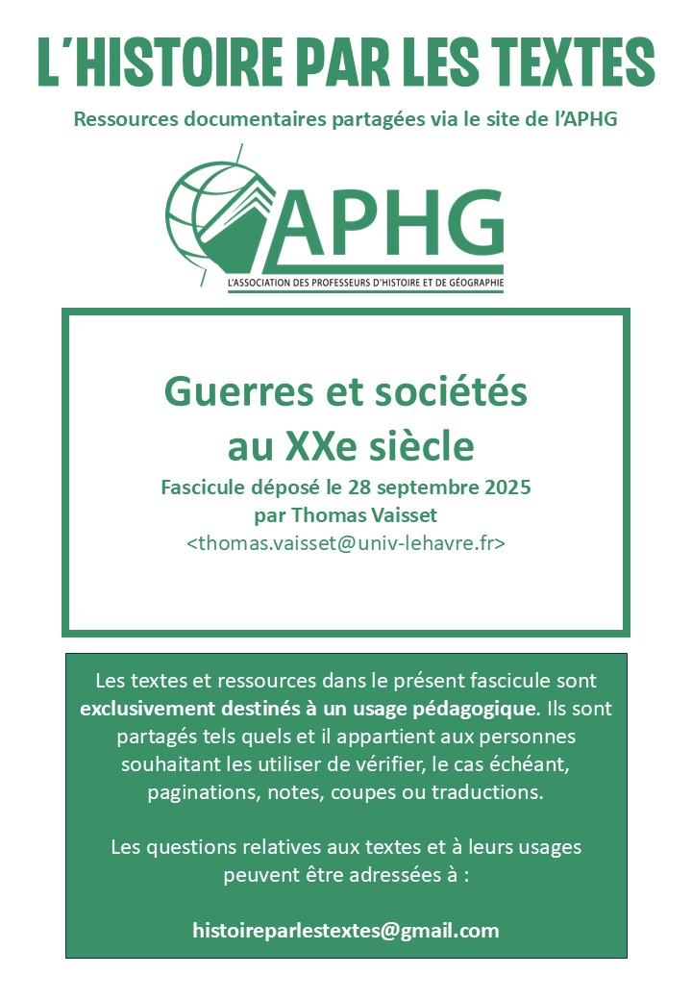 L'HISTOIRE PAR LES TEXTES
Ressources documentaires partagées via le site de l'APHG
APHG
L'ASSOCIATION DES PROFESSEURS D'HISTOIRE ET DE GÉOGRAPHIE
Guerres et sociétés
au XXe siècle
Fascicule déposé le 28 septembre 2025
par Thomas Vaisset
<thomas.vaisset@univ-lehavre.fr>
Les textes et ressources dans le présent fascicule sont
exclusivement destinés à un usage pédagogique. Ils sont
partagés tels quels et il appartient aux personnes
souhaitant les utiliser de vérifier, le cas échéant,
paginations, notes, coupes ou traductions.
Les questions relatives aux textes et à leurs usages
peuvent être adressées à :
histoireparlestextes@gmail.com